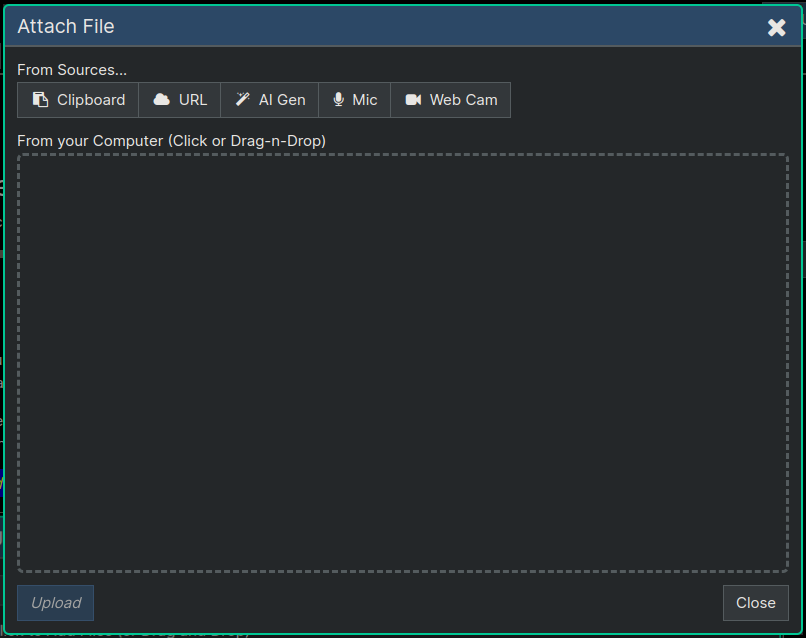 Attach File
From Sources...
Clipboard URL AI Gen Mic Web Cam
From your Computer (Click or Drag-n-Drop)
Upload Close